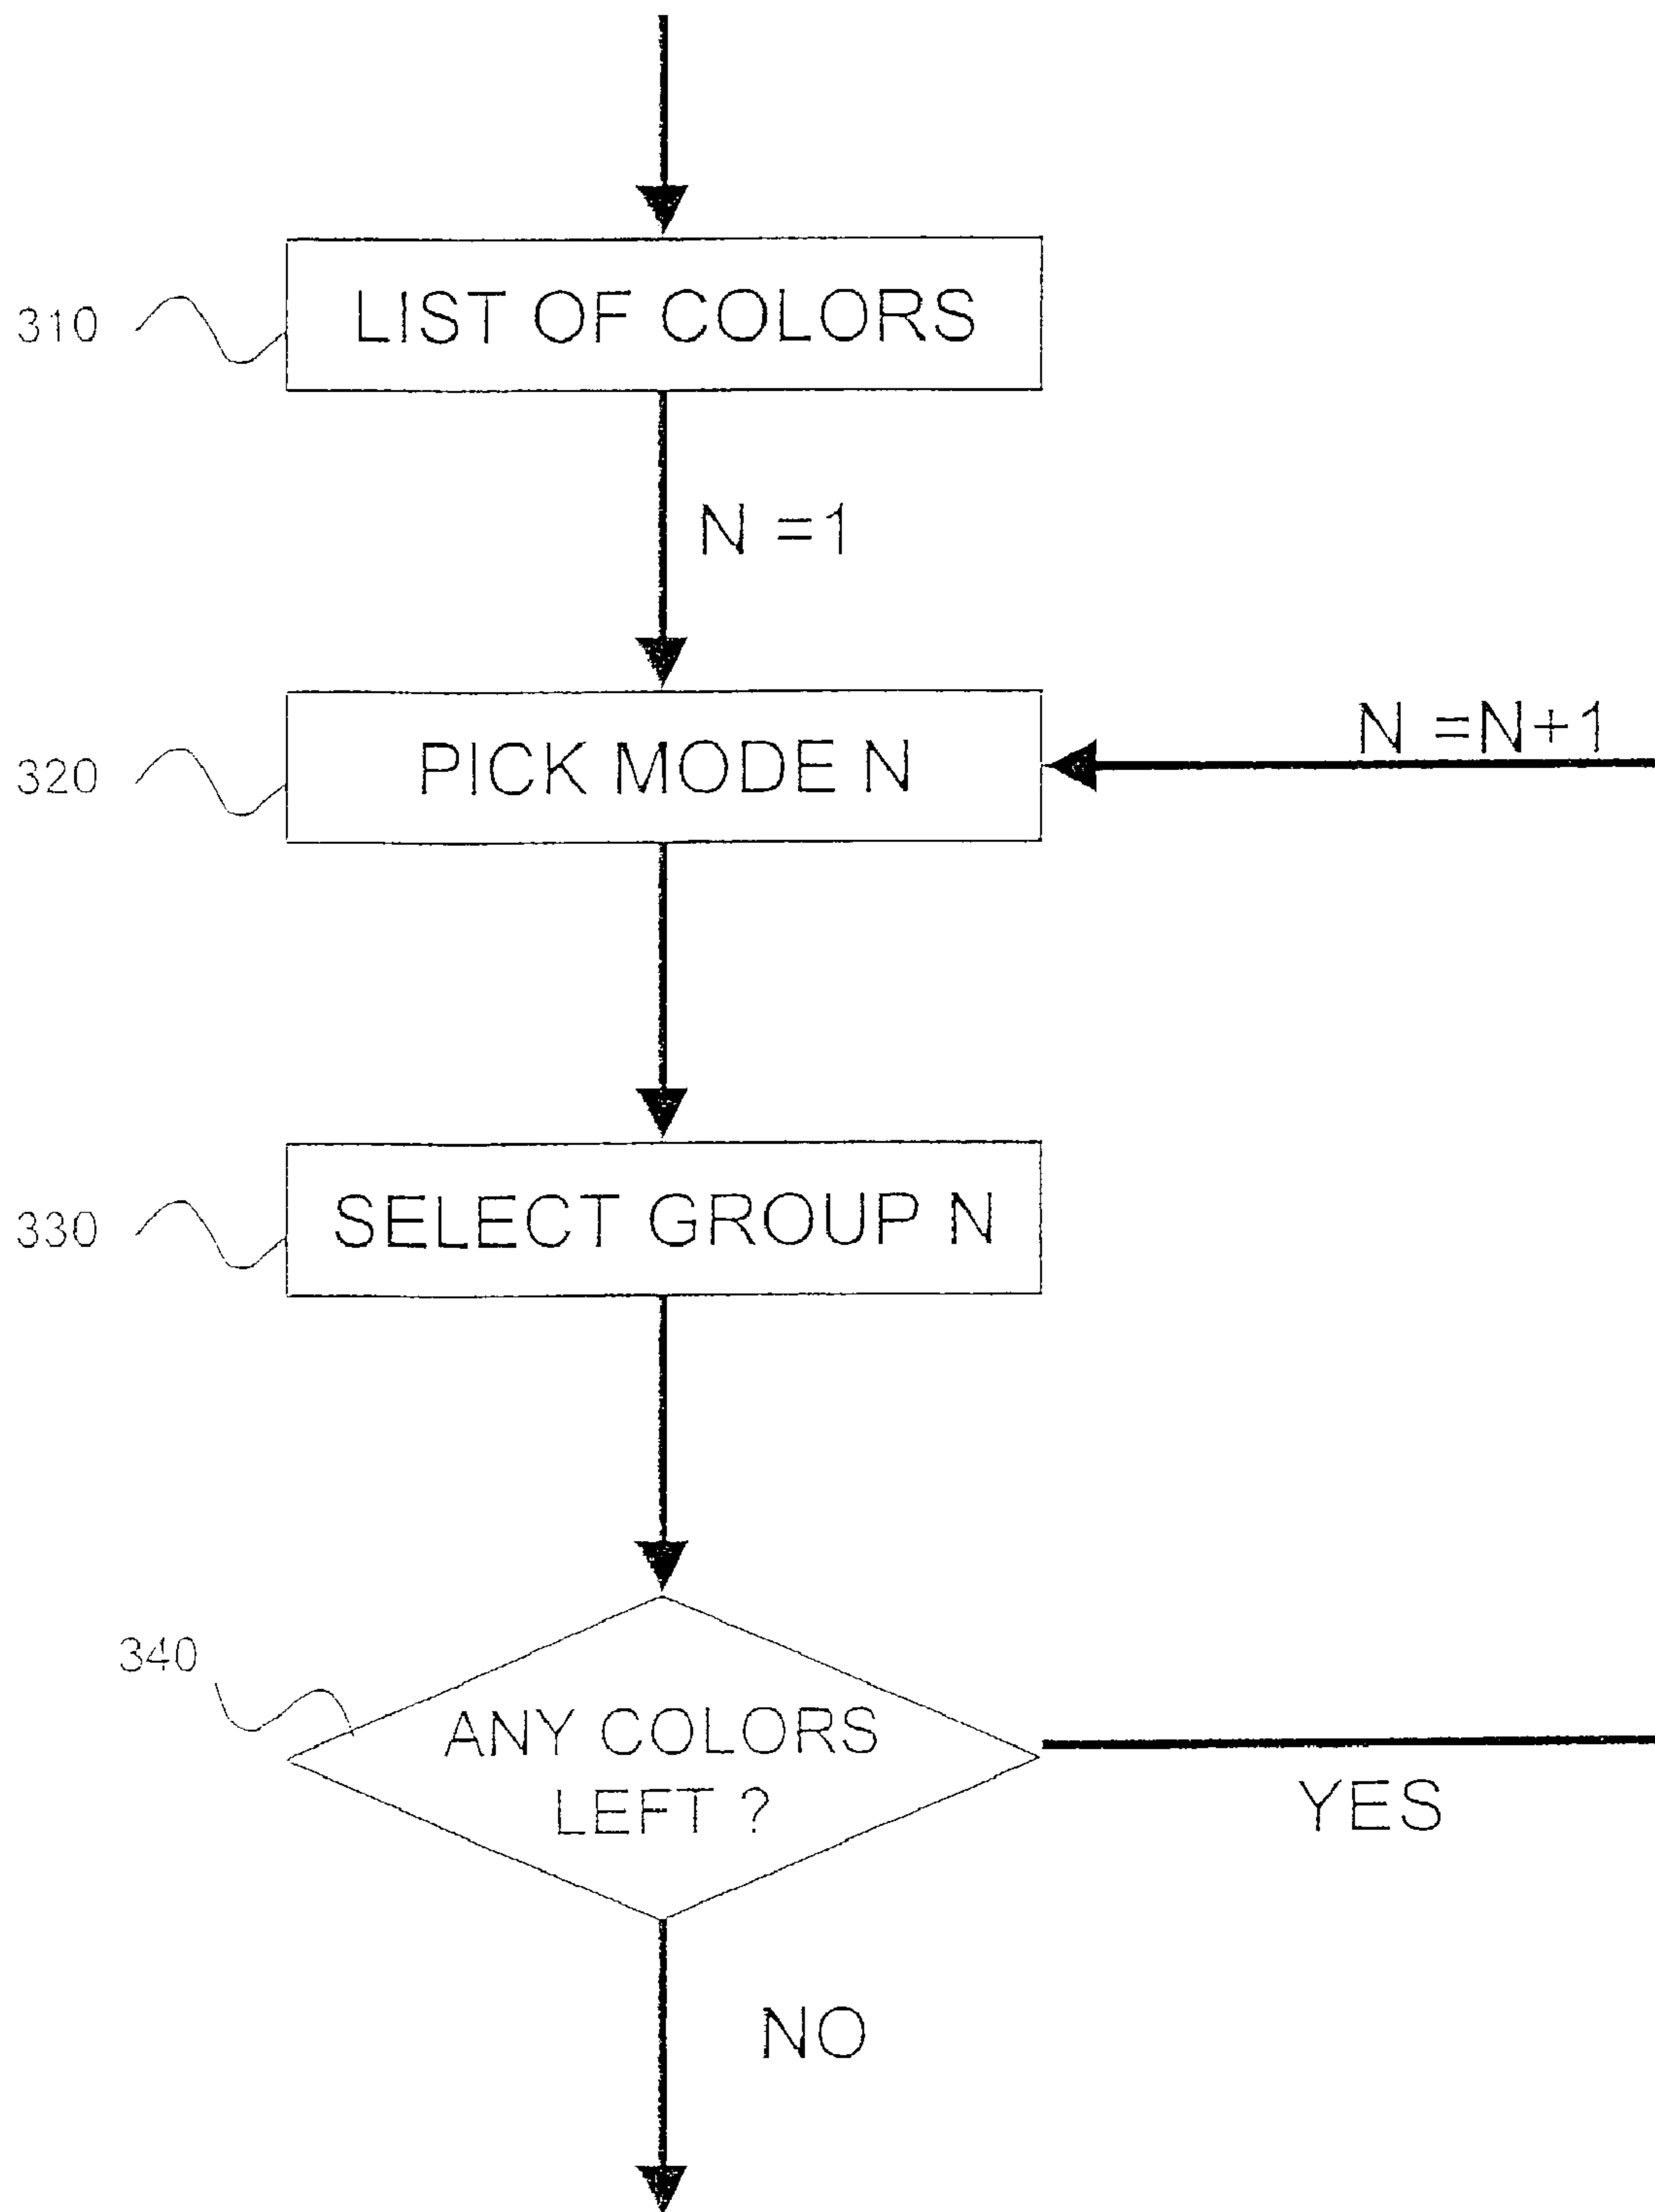 310
LIST OF COLORS
N =1
320
PICK MODE N
N =N+1
330
SELECT GROUP N
340
ANY COLORS
LEFT ?
YES
NO